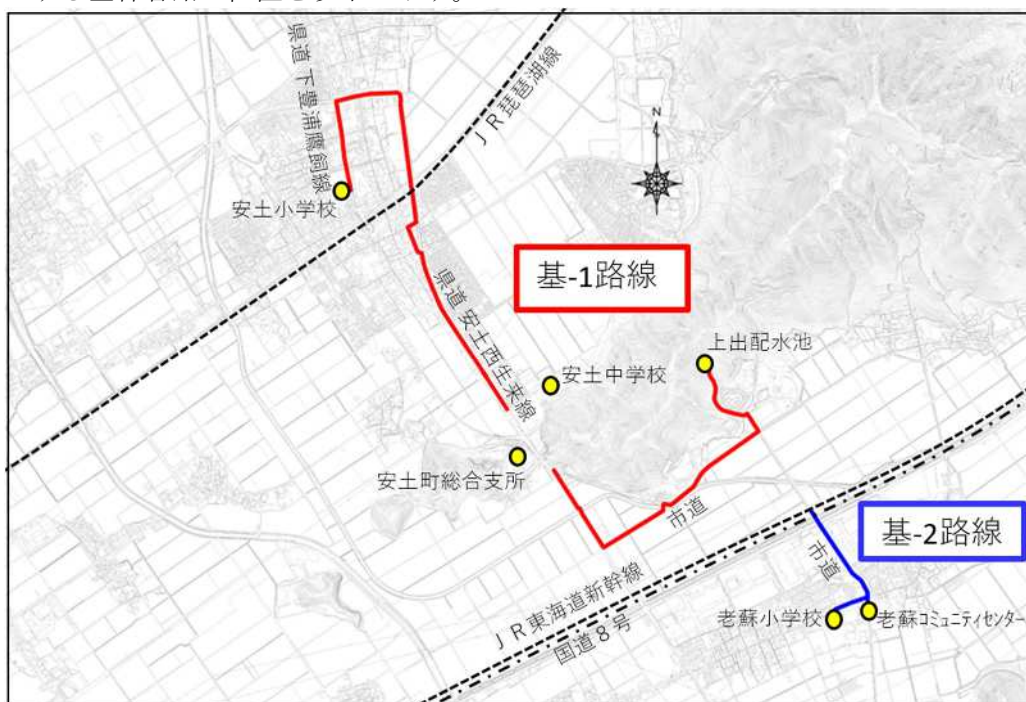 県道 下豊浦鷹飼線
JR琵琶湖線
N
安土小学校
基-1路線
県道 安土西生来線
上出配水池
安土中学校
安土町総合支所
市道
基-2路線
市道
JR東海道新幹線
国道8号
老蘇小学校
老蘇コミュニティセンター